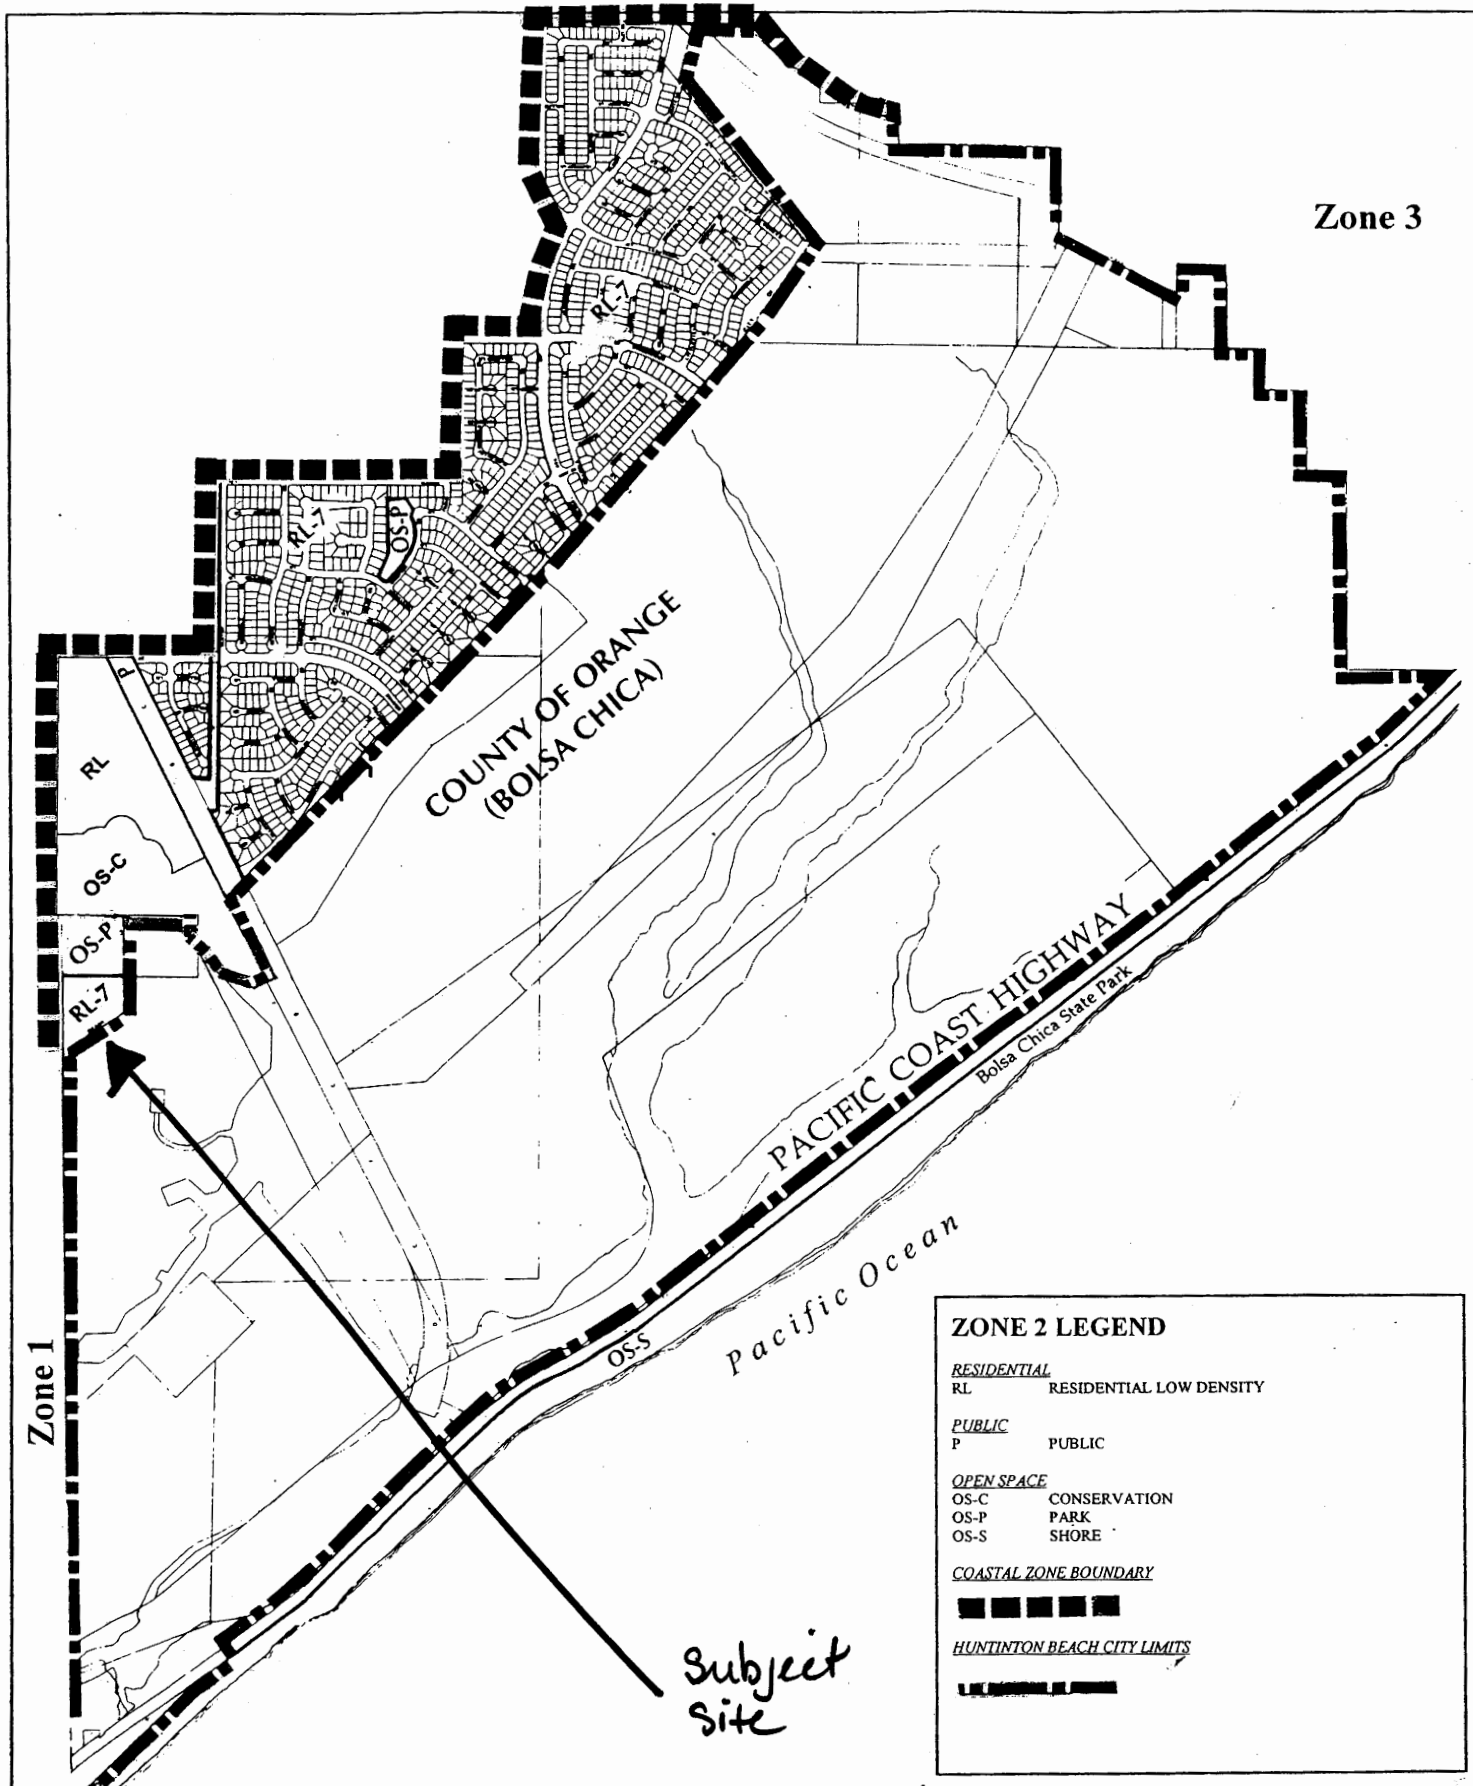 Zone 3
RL-7
RL-7
OS-P
P
RL
COUNTY OF ORANGE
(BOLSA CHICA)
OS-C
OS-P
RL-7
PACIFIC COAST HIGHWAY
Bolsa Chica State Park
Pacific Ocean
OS-S
Zone 1
Subject
Site
ZONE 2 LEGEND
RESIDENTIAL
RL RESIDENTIAL LOW DENSITY
PUBLIC
P PUBLIC
OPEN SPACE
OS-C CONSERVATION
OS-P PARK
OS-S SHORE
COASTAL ZONE BOUNDARY
HUNTINTON BEACH CITY LIMITS